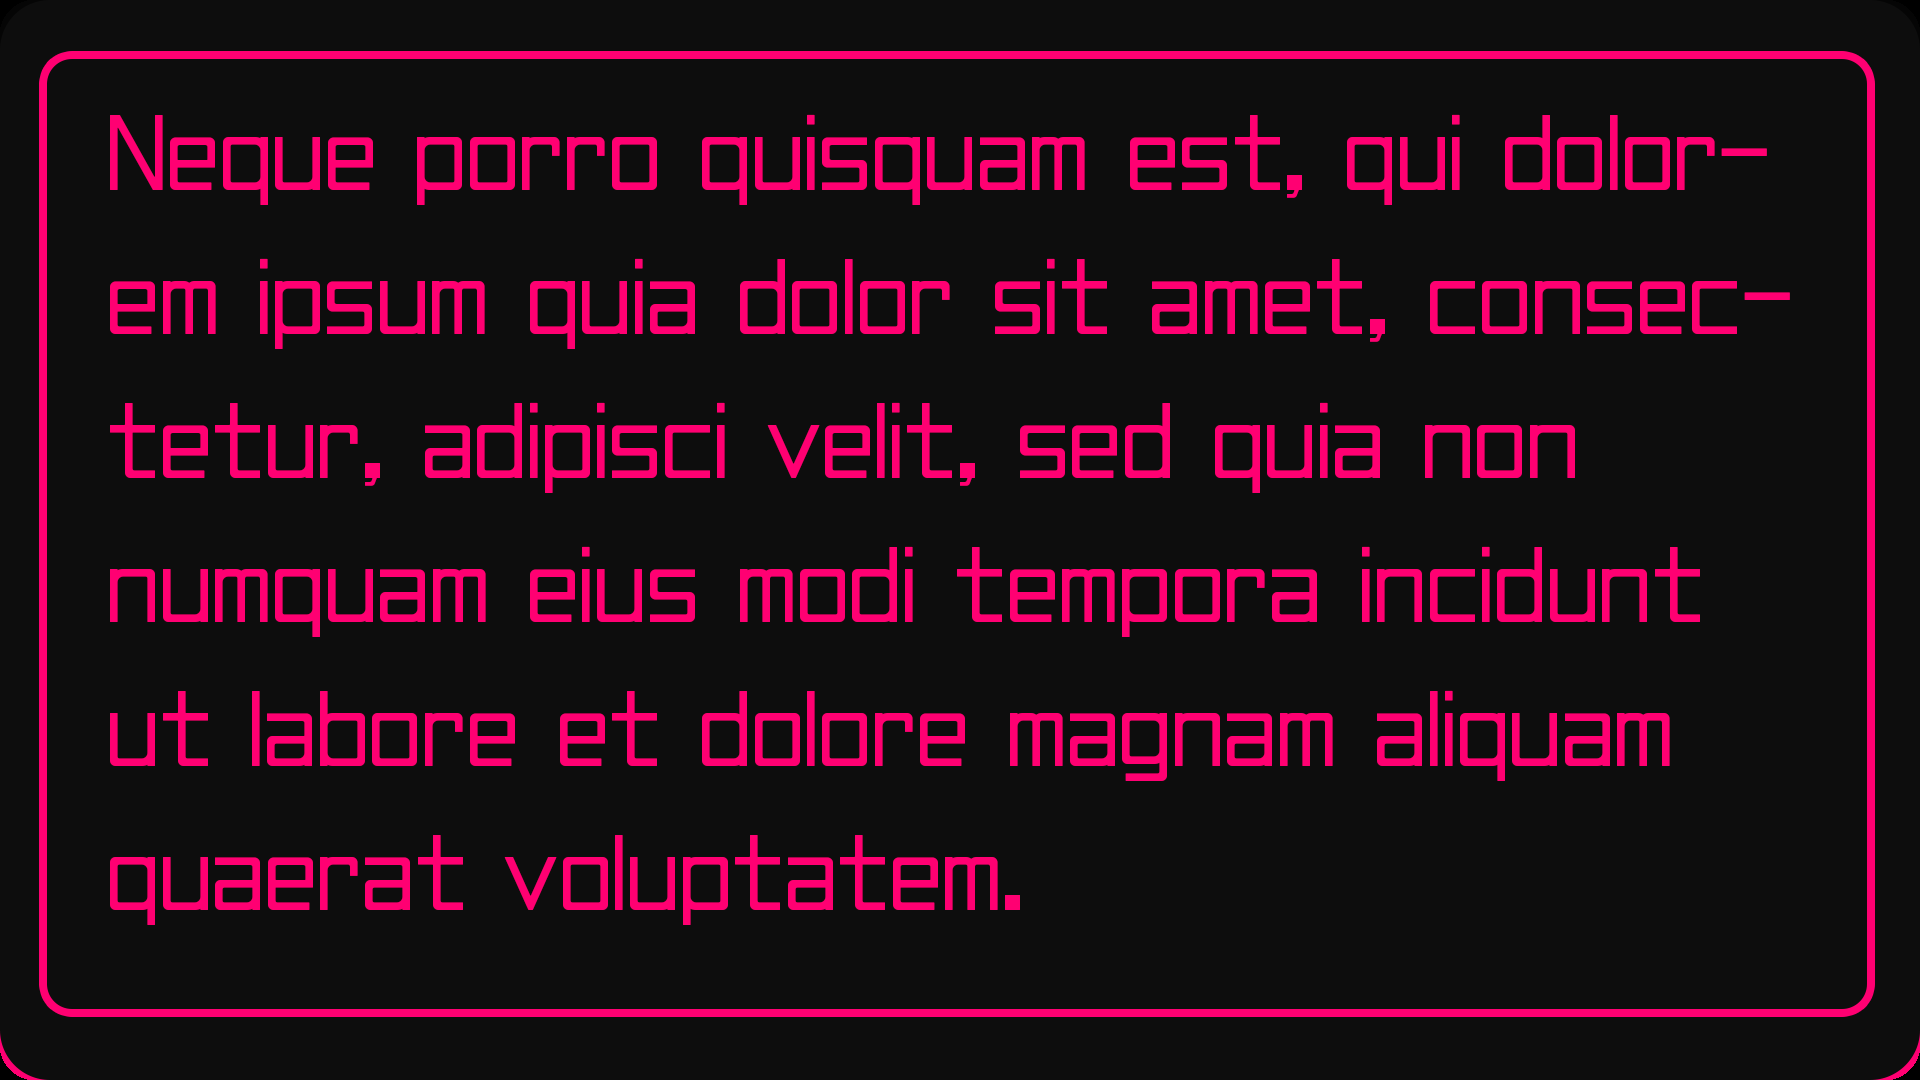 Neque porro quisquam est, qui dolor-
em ipsum quia dolor sit amet, consec-
tetur, adipisci velit, sed quia non
numquam eius modi tempora incidunt
ut labore et dolore magnam aliquam
quaerat voluptatem.